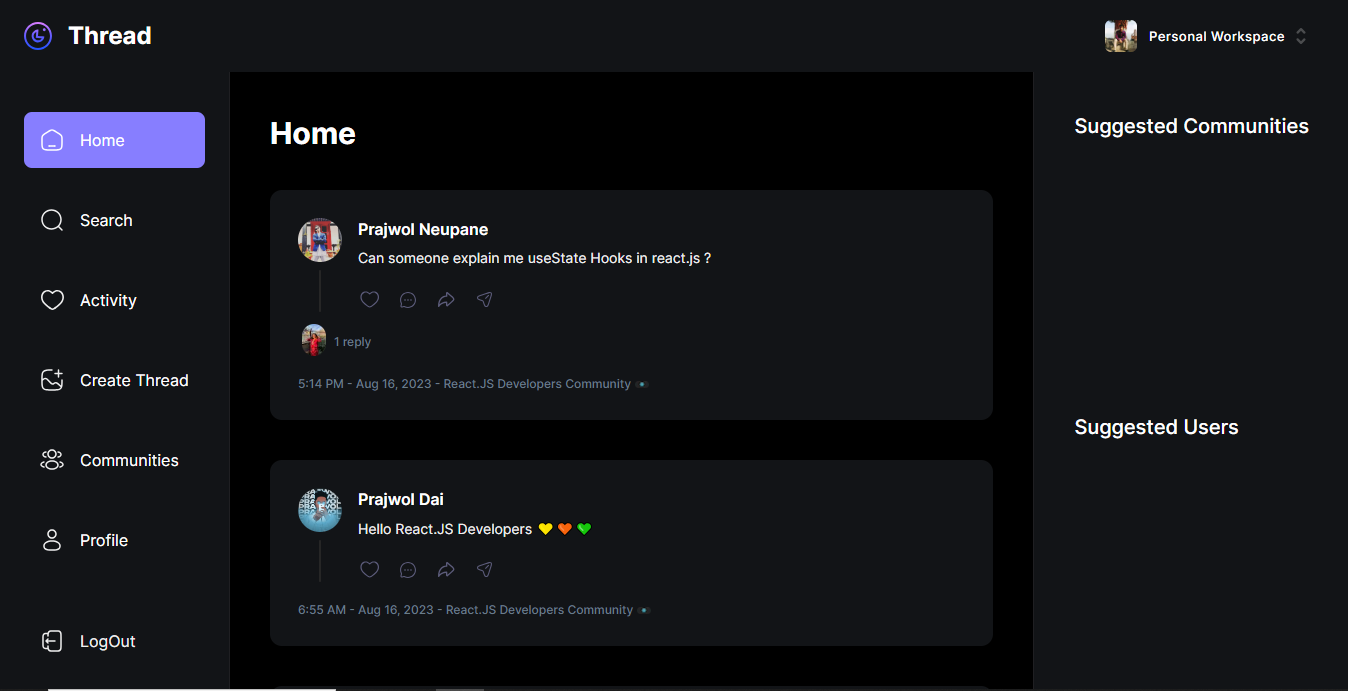 Thread
Personal Workspace
Home
Search
Activity
Create Thread
Communities
Profile
LogOut
Home
Prajwol Neupane
Can someone explain me useState Hooks in react.js ?
1 reply
5:14 PM - Aug 16, 2023 - React.JS Developers Community
Prajwol Dai
Hello React.JS Developers 💛 🧡 💚
6:55 AM - Aug 16, 2023 - React.JS Developers Community
Suggested Communities
Suggested Users